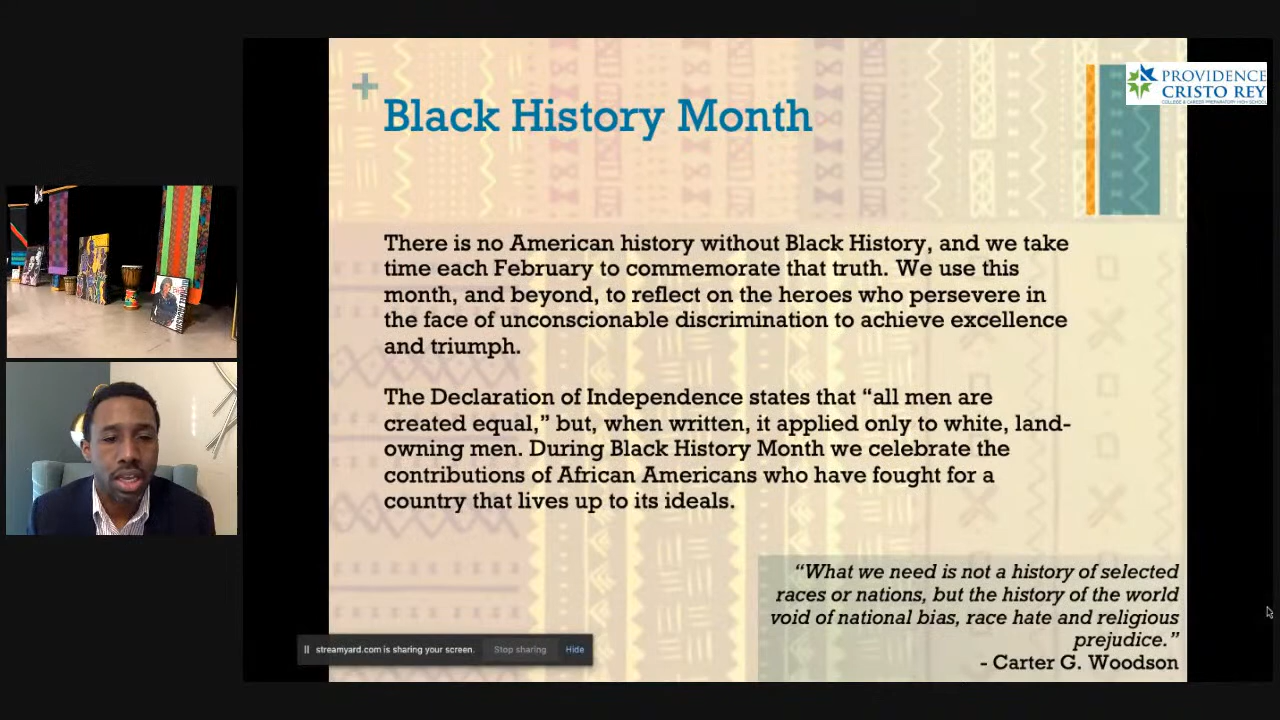 PROVIDENCE
CRISTO REY
COLLEGE & CAREER PREPARATORY HIGH SCHOOL
+
Black History Month
There is no American history without Black History, and we take
time each February to commemorate that truth. We use this
month, and beyond, to reflect on the heroes who persevere in
the face of unconscionable discrimination to achieve excellence
and triumph.
The Declaration of Independence states that “all men are
created equal,” but, when written, it applied only to white, land-
owning men. During Black History Month we celebrate the
contributions of African Americans who have fought for a
country that lives up to its ideals.
“What we need is not a history of selected
races or nations, but the history of the world
void of national bias, race hate and religious
prejudice.”
- Carter G. Woodson
streamyard.com is sharing your screen. Stop sharing Hide